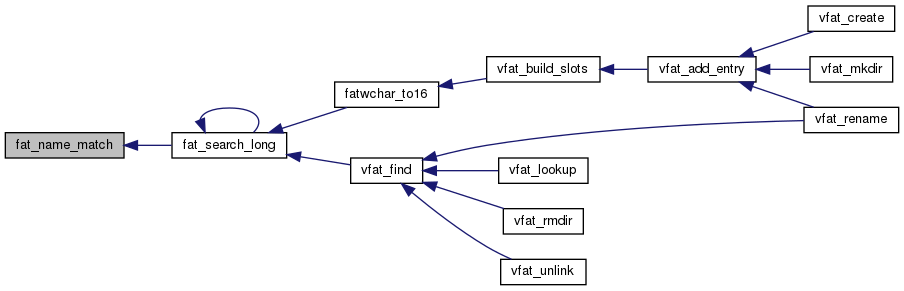 fat_name_match
fat_search_long
fatwchar_to16
vfat_build_slots
vfat_add_entry
vfat_create
vfat_mkdir
vfat_rename
vfat_find
vfat_lookup
vfat_rmdir
vfat_unlink